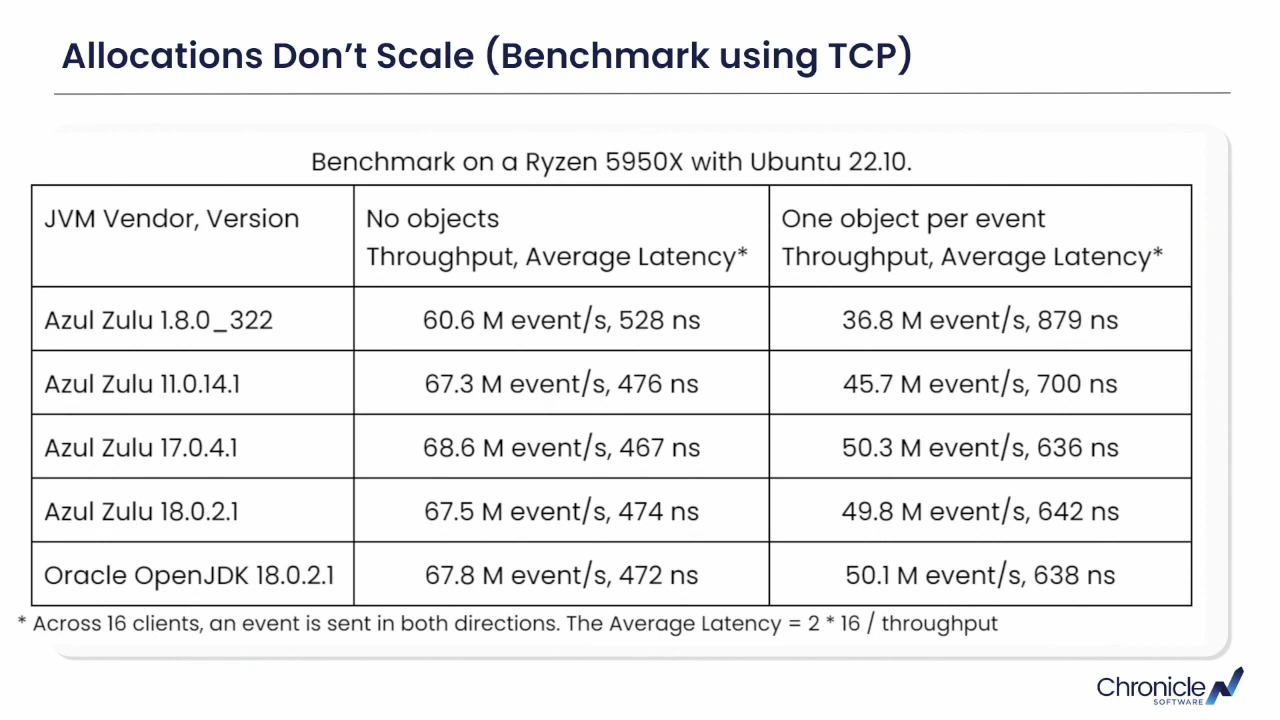 Allocations Don't Scale (Benchmark using TCP)
Benchmark on a Ryzen 5950X with Ubuntu 22.10.
JVM Vendor, Version
No objects
Throughput, Average Latency*
One object per event
Throughput, Average Latency*
Azul Zulu 1.8.0_322
60.6 M event/s, 528 ns
36.8 M event/s, 879 ns
Azul Zulu 11.0.14.1
67.3 M event/s, 476 ns
45.7 M event/s, 700 ns
Azul Zulu 17.0.4.1
68.6 M event/s, 467 ns
50.3 M event/s, 636 ns
Azul Zulu 18.0.2.1
67.5 M event/s, 474 ns
49.8 M event/s, 642 ns
Oracle OpenJDK 18.0.2.1
67.8 M event/s, 472 ns
50.1 M event/s, 638 ns
* Across 16 clients, an event is sent in both directions. The Average Latency = 2 * 16 / throughput
Chronicle
SOFTWARE